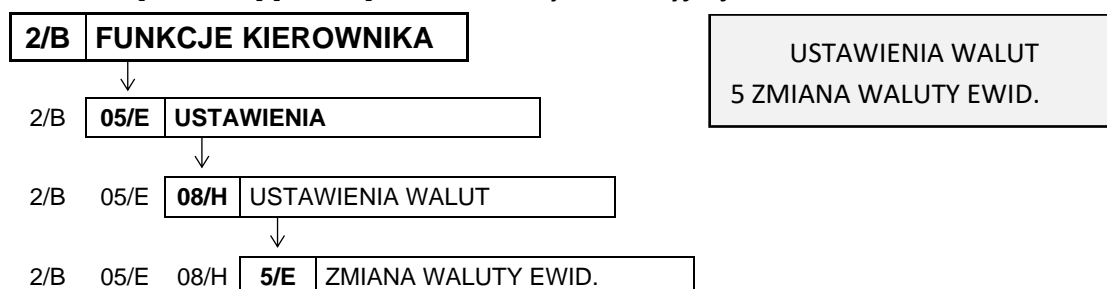 2/B FUNKCJE KIEROWNIKA
USTAWIENIA WALUT
5 ZMIANA WALUTY EWID.
2/B 05/E USTAWIENIA
2/B 05/E 08/H USTAWIENIA WALUT
2/B 05/E 08/H 5/E ZMIANA WALUTY EWID.